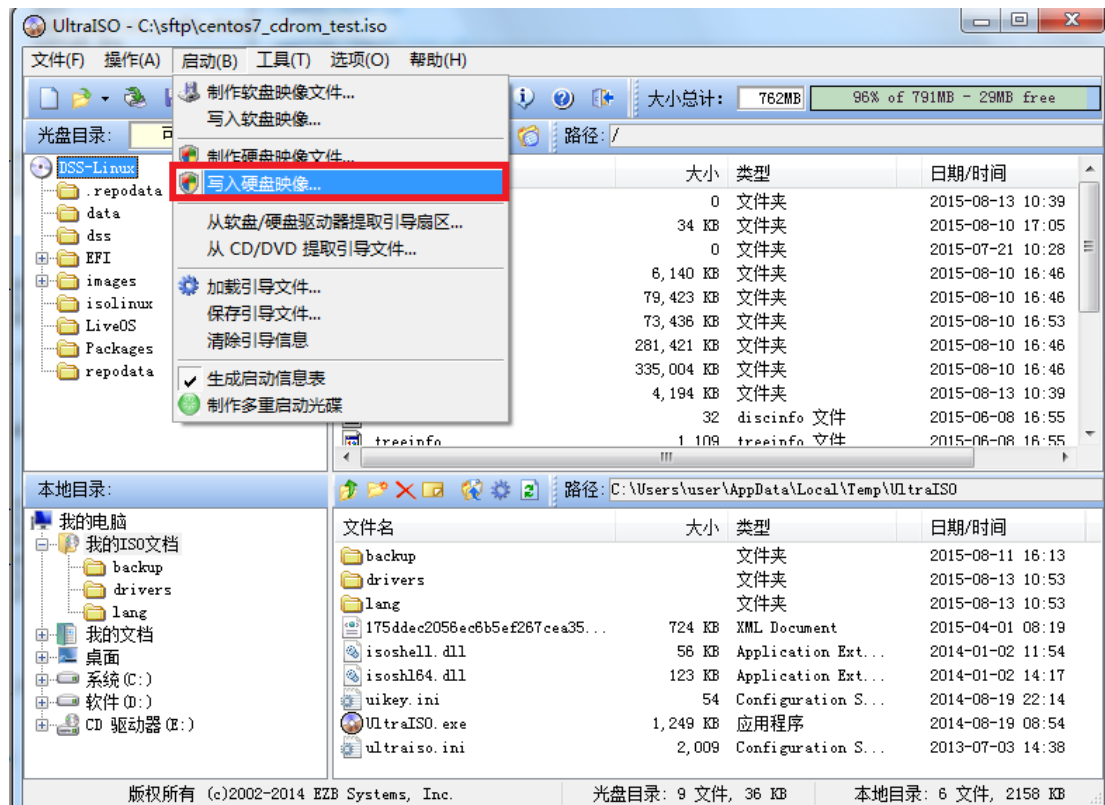 UltraISO - C:\sftp\centos7_cdrom_test.iso
文件(F) 操作(A) 启动(B) 工具(T) 选项(O) 帮助(H)
大小总计: 762MB 96% of 791MB - 29MB free
制作软盘映像文件...
写入软盘映像...
制作硬盘映像文件...
写入硬盘映像...
从软盘/硬盘驱动器提取引导扇区...
从 CD/DVD 提取引导文件...
加载引导文件...
保存引导文件...
清除引导信息
生成启动信息表
制作多重启动光碟
光盘目录: 可
路径: /
DSS-Linux
.repodata
data
dss
EFI
images
isolinux
LiveOS
Packages
repodata
大小 类型 日期/时间
0 文件夹 2015-08-13 10:39
34 KB 文件夹 2015-08-10 17:05
0 文件夹 2015-07-21 10:28
6,140 KB 文件夹 2015-08-10 16:46
79,423 KB 文件夹 2015-08-10 16:46
73,436 KB 文件夹 2015-08-10 16:53
281,421 KB 文件夹 2015-08-10 16:46
335,004 KB 文件夹 2015-08-10 16:46
4,194 KB 文件夹 2015-08-13 10:39
32 discinfo 文件 2015-06-08 16:55
treeinfo 1 109 treeinfo 文件 2015-06-08 16:55
本地目录: 路径: C:\Users\user\AppData\Local\Temp\UltraISO
我的电脑
我的ISO文档
backup
drivers
lang
我的文档
桌面
系统(C:)
软件(D:)
CD 驱动器(E:)
文件名 大小 类型 日期/时间
backup 文件夹 2015-08-11 16:13
drivers 文件夹 2015-08-13 10:53
lang 文件夹 2015-08-13 10:53
175ddec2056ec6b5ef267cea35... 724 KB XML Document 2015-04-01 08:19
isoshell.dll 56 KB Application Ext... 2014-01-02 11:54
isoshl64.dll 123 KB Application Ext... 2014-01-02 14:17
uikey.ini 54 Configuration S... 2014-08-19 22:14
UltraISO.exe 1,249 KB 应用程序 2014-08-19 08:54
ultraiso.ini 2,009 Configuration S... 2013-07-03 14:38
版权所有 (c)2002-2014 EZB Systems, Inc. 光盘目录: 9 文件, 36 KB 本地目录: 6 文件, 2158 KB